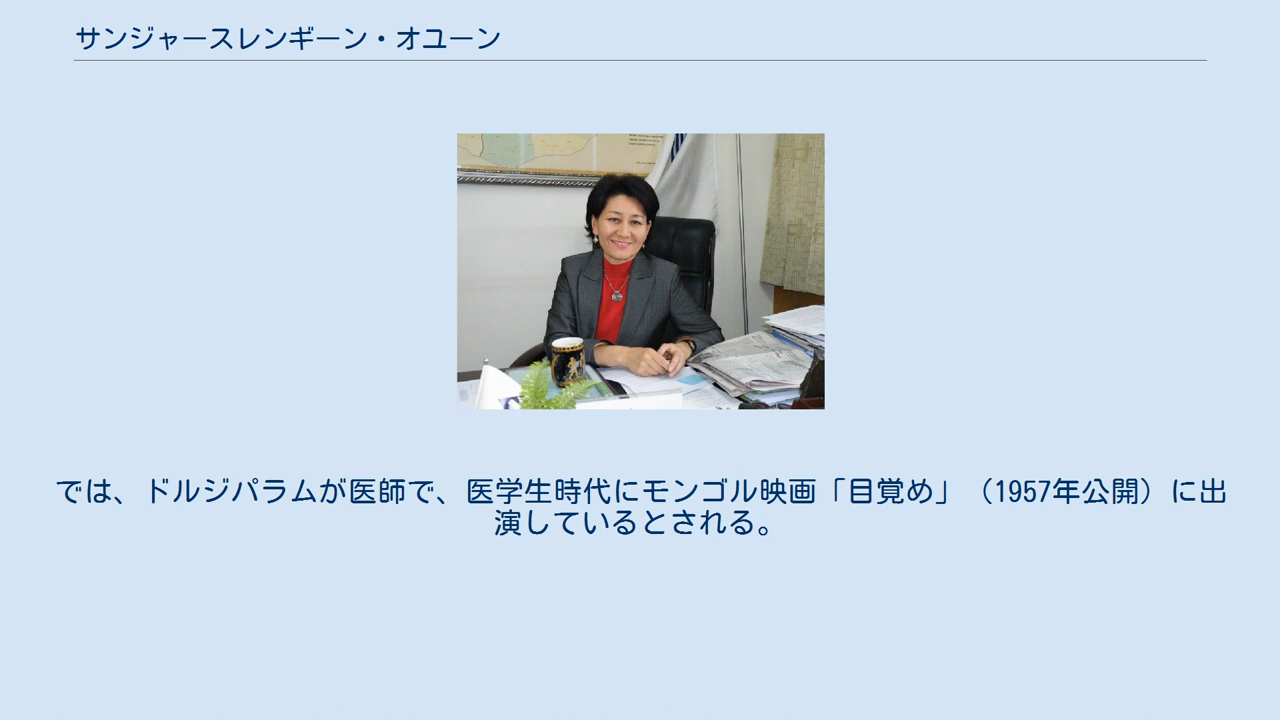 サンジャースレンギーン・オユーン
では、ドルジパラムが医師で、医学生時代にモンゴル映画「目覚め」（1957年公開）に出
演しているとされる。